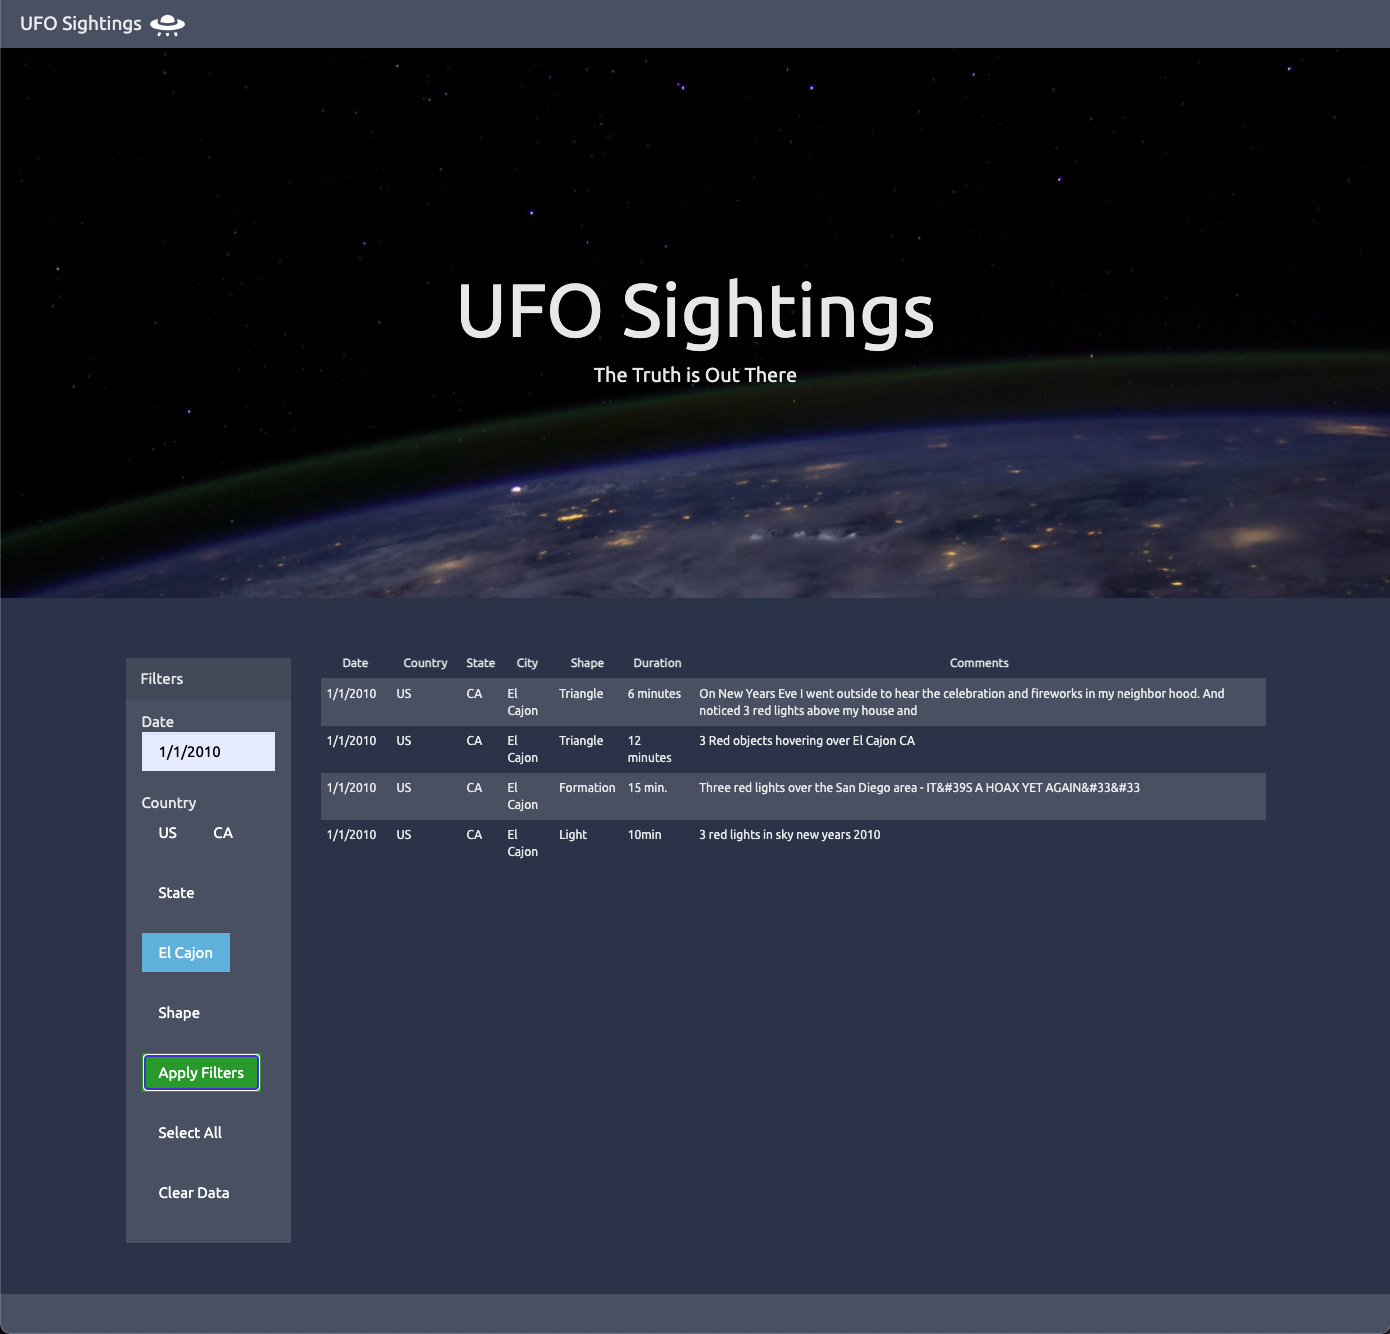 UFO Sightings
UFO Sightings
The Truth is Out There
Filters
Date
1/1/2010
Country
US CA
State
El Cajon
Shape
Apply Filters
Select All
Clear Data
Date Country State City Shape Duration Comments
1/1/2010 US CA El Triangle 6 minutes On New Years Eve I went outside to hear the celebration and fireworks in my neighbor hood. And
Cajon noticed 3 red lights above my house and
1/1/2010 US CA El Triangle 12 3 Red objects hovering over El Cajon CA
Cajon minutes
1/1/2010 US CA El Formation 15 min. Three red lights over the San Diego area - IT&#39S A HOAX YET AGAIN&#33&#33
Cajon
1/1/2010 US CA El Light 10min 3 red lights in sky new years 2010
Cajon